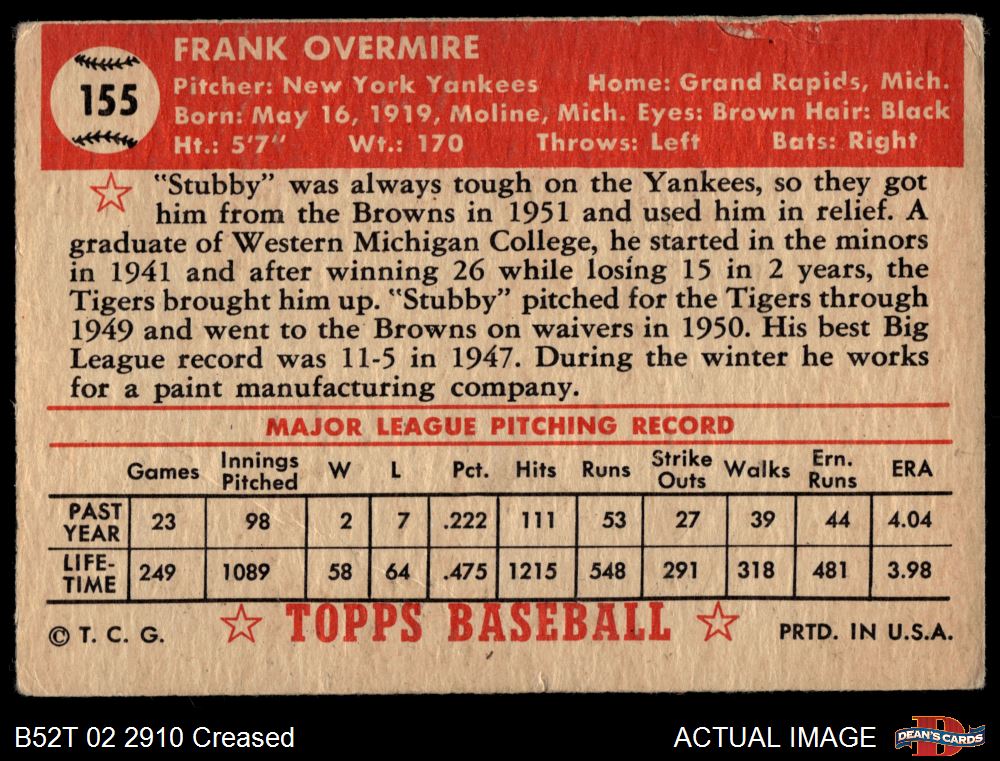 155
FRANK OVERMIRE
Pitcher: New York Yankees Home: Grand Rapids, Mich.
Born: May 16, 1919, Moline, Mich. Eyes: Brown Hair: Black
Ht.: 5'7" Wt.: 170 Throws: Left Bats: Right
"Stubby" was always tough on the Yankees, so they got
him from the Browns in 1951 and used him in relief. A
graduate of Western Michigan College, he started in the minors
in 1941 and after winning 26 while losing 15 in 2 years, the
Tigers brought him up. "Stubby" pitched for the Tigers through
1949 and went to the Browns on waivers in 1950. His best Big
League record was 11-5 in 1947. During the winter he works
for a paint manufacturing company.
MAJOR LEAGUE PITCHING RECORD
Games Innings Pitched W L Pct. Hits Runs Strike Outs Walks Ern. Runs ERA
PAST YEAR 23 98 2 7 .222 111 53 27 39 44 4.04
LIFE-TIME 249 1089 58 64 .475 1215 548 291 318 481 3.98
© T. C. G. TOPPS BASEBALL PRTD. IN U.S.A.
B52T 02 2910 Creased ACTUAL IMAGE DEAN'S CARDS